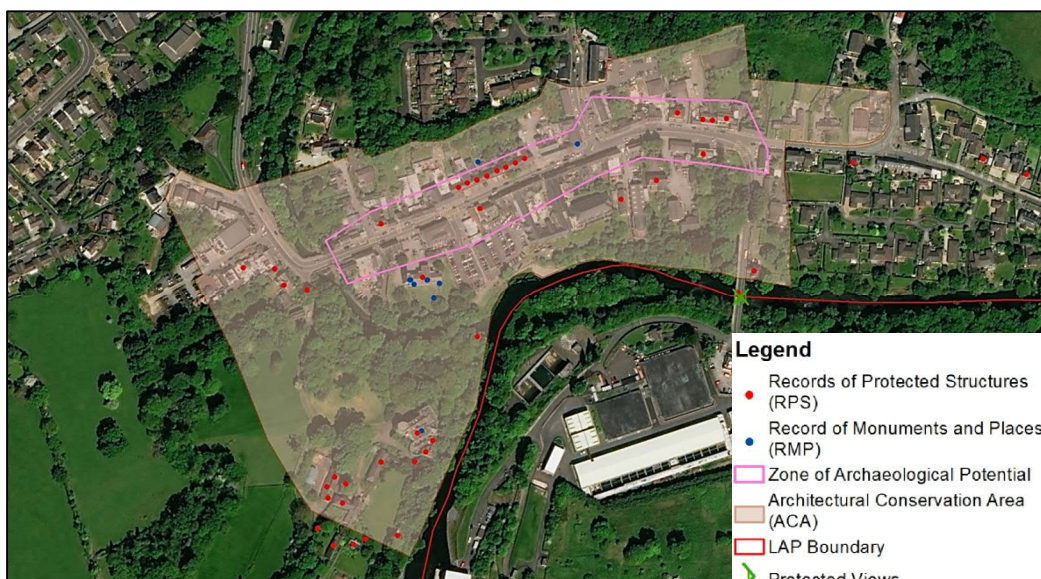 Legend
Records of Protected Structures
(RPS)
Record of Monuments and Places
(RMP)
Zone of Archaeological Potential
Architectural Conservation Area
(ACA)
LAP Boundary
Protected Views